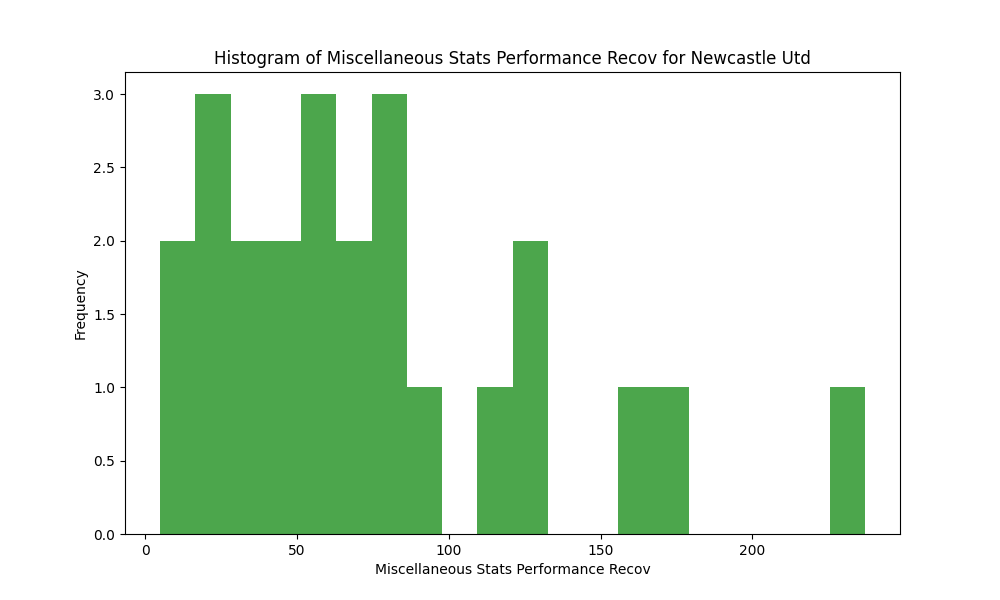 Histogram of Miscellaneous Stats Performance Recov for Newcastle Utd
3.0
2.5
2.0
1.5
1.0
0.5
0.0
Frequency
0 50 100 150 200
Miscellaneous Stats Performance Recov